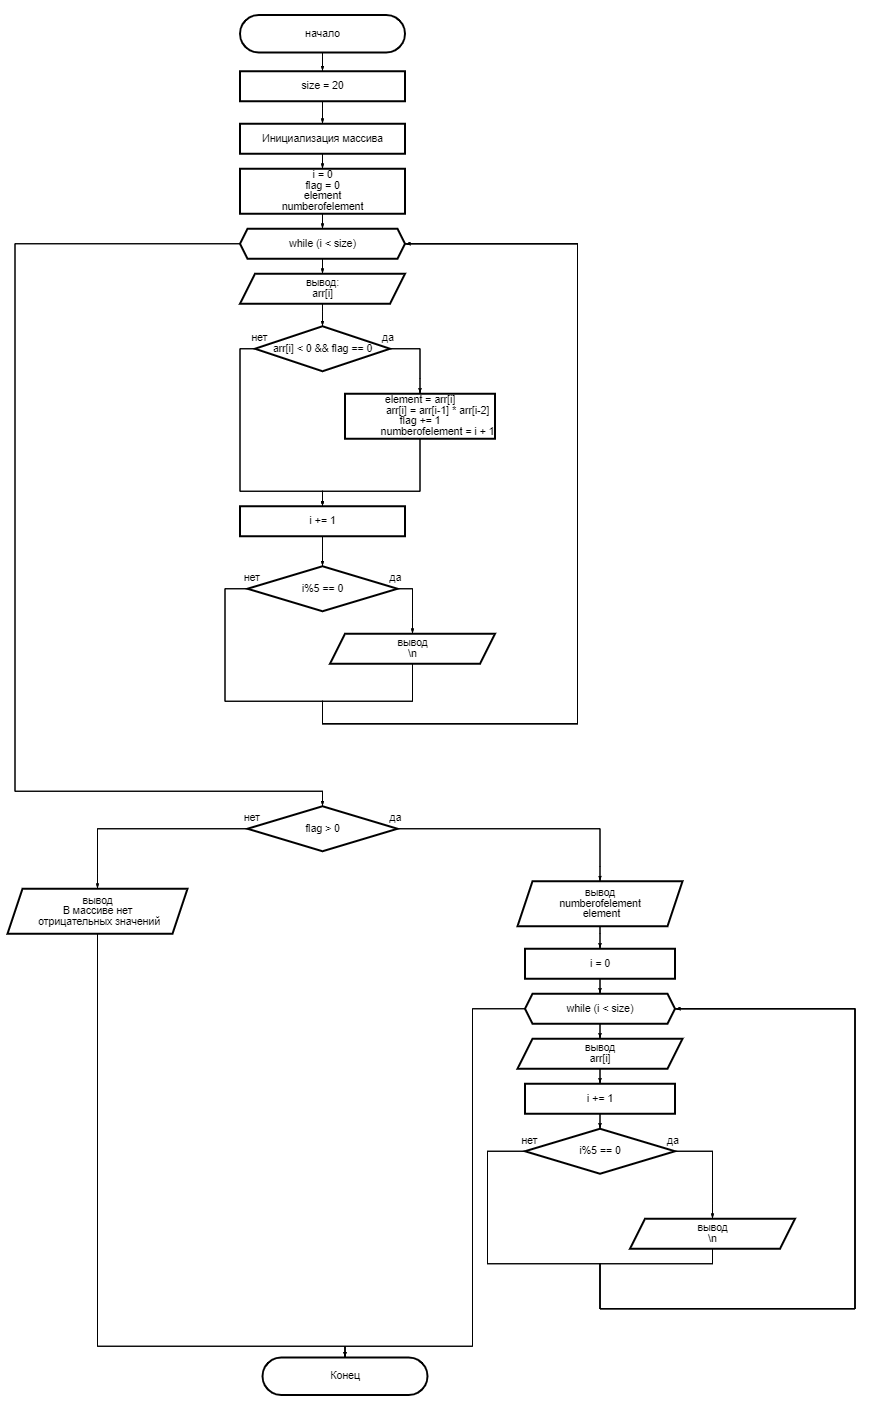 начало
size = 20
Инициализация массива
i = 0
flag = 0
element
numberofelement
while (i < size)
вывод:
arr[i]
нет
да
arr[i] < 0 && flag == 0
element = arr[i]
arr[i] = arr[i-1] * arr[i-2]
flag += 1
numberofelement = i + 1
i += 1
нет
да
i%5 == 0
вывод
\n
нет
да
flag > 0
вывод
В массиве нет
отрицательных значений
вывод
numberofelement
element
i = 0
while (i < size)
вывод
arr[i]
i += 1
нет
да
i%5 == 0
вывод
\n
Конец